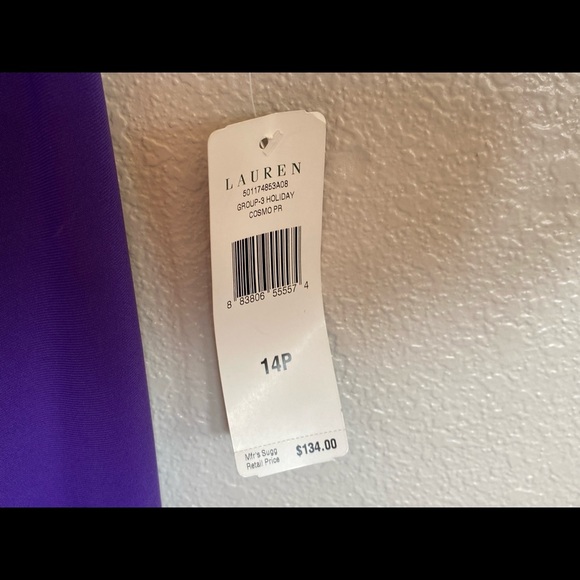 LAUREN
501174853A08
GROUP-3 HOLIDAY
COSMO PR
8 83806 55557 4
14P
Mfr's Sugg
Retail Price
$134.00